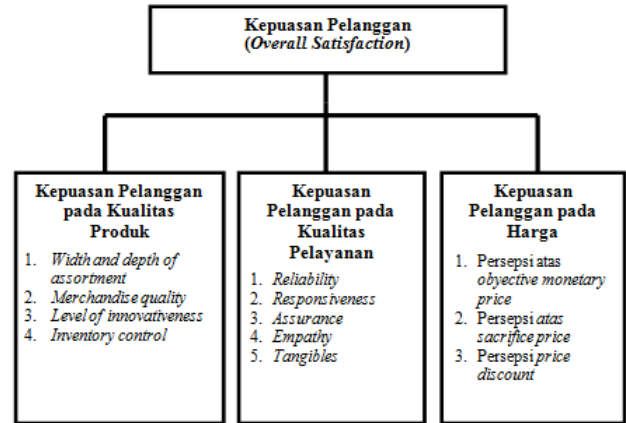 Kepuasan Pelanggan
(Overall Satisfaction)
Kepuasan Pelanggan
pada Kualitas
Produk
1. Width and depth of
assortment
2. Merchandise quality
3. Level of innovativeness
4. Inventory control
Kepuasan
Pelanggan pada
Kualitas
Pelayanan
1. Reliability
2. Responsiveness
3. Assurance
4. Empathy
5. Tangibles
Kepuasan
Pelanggan pada
Harga
1. Persepsi atas
obyective monetary
price
2. Persepsi atas
sacrifice price
3. Persepsi price
discount